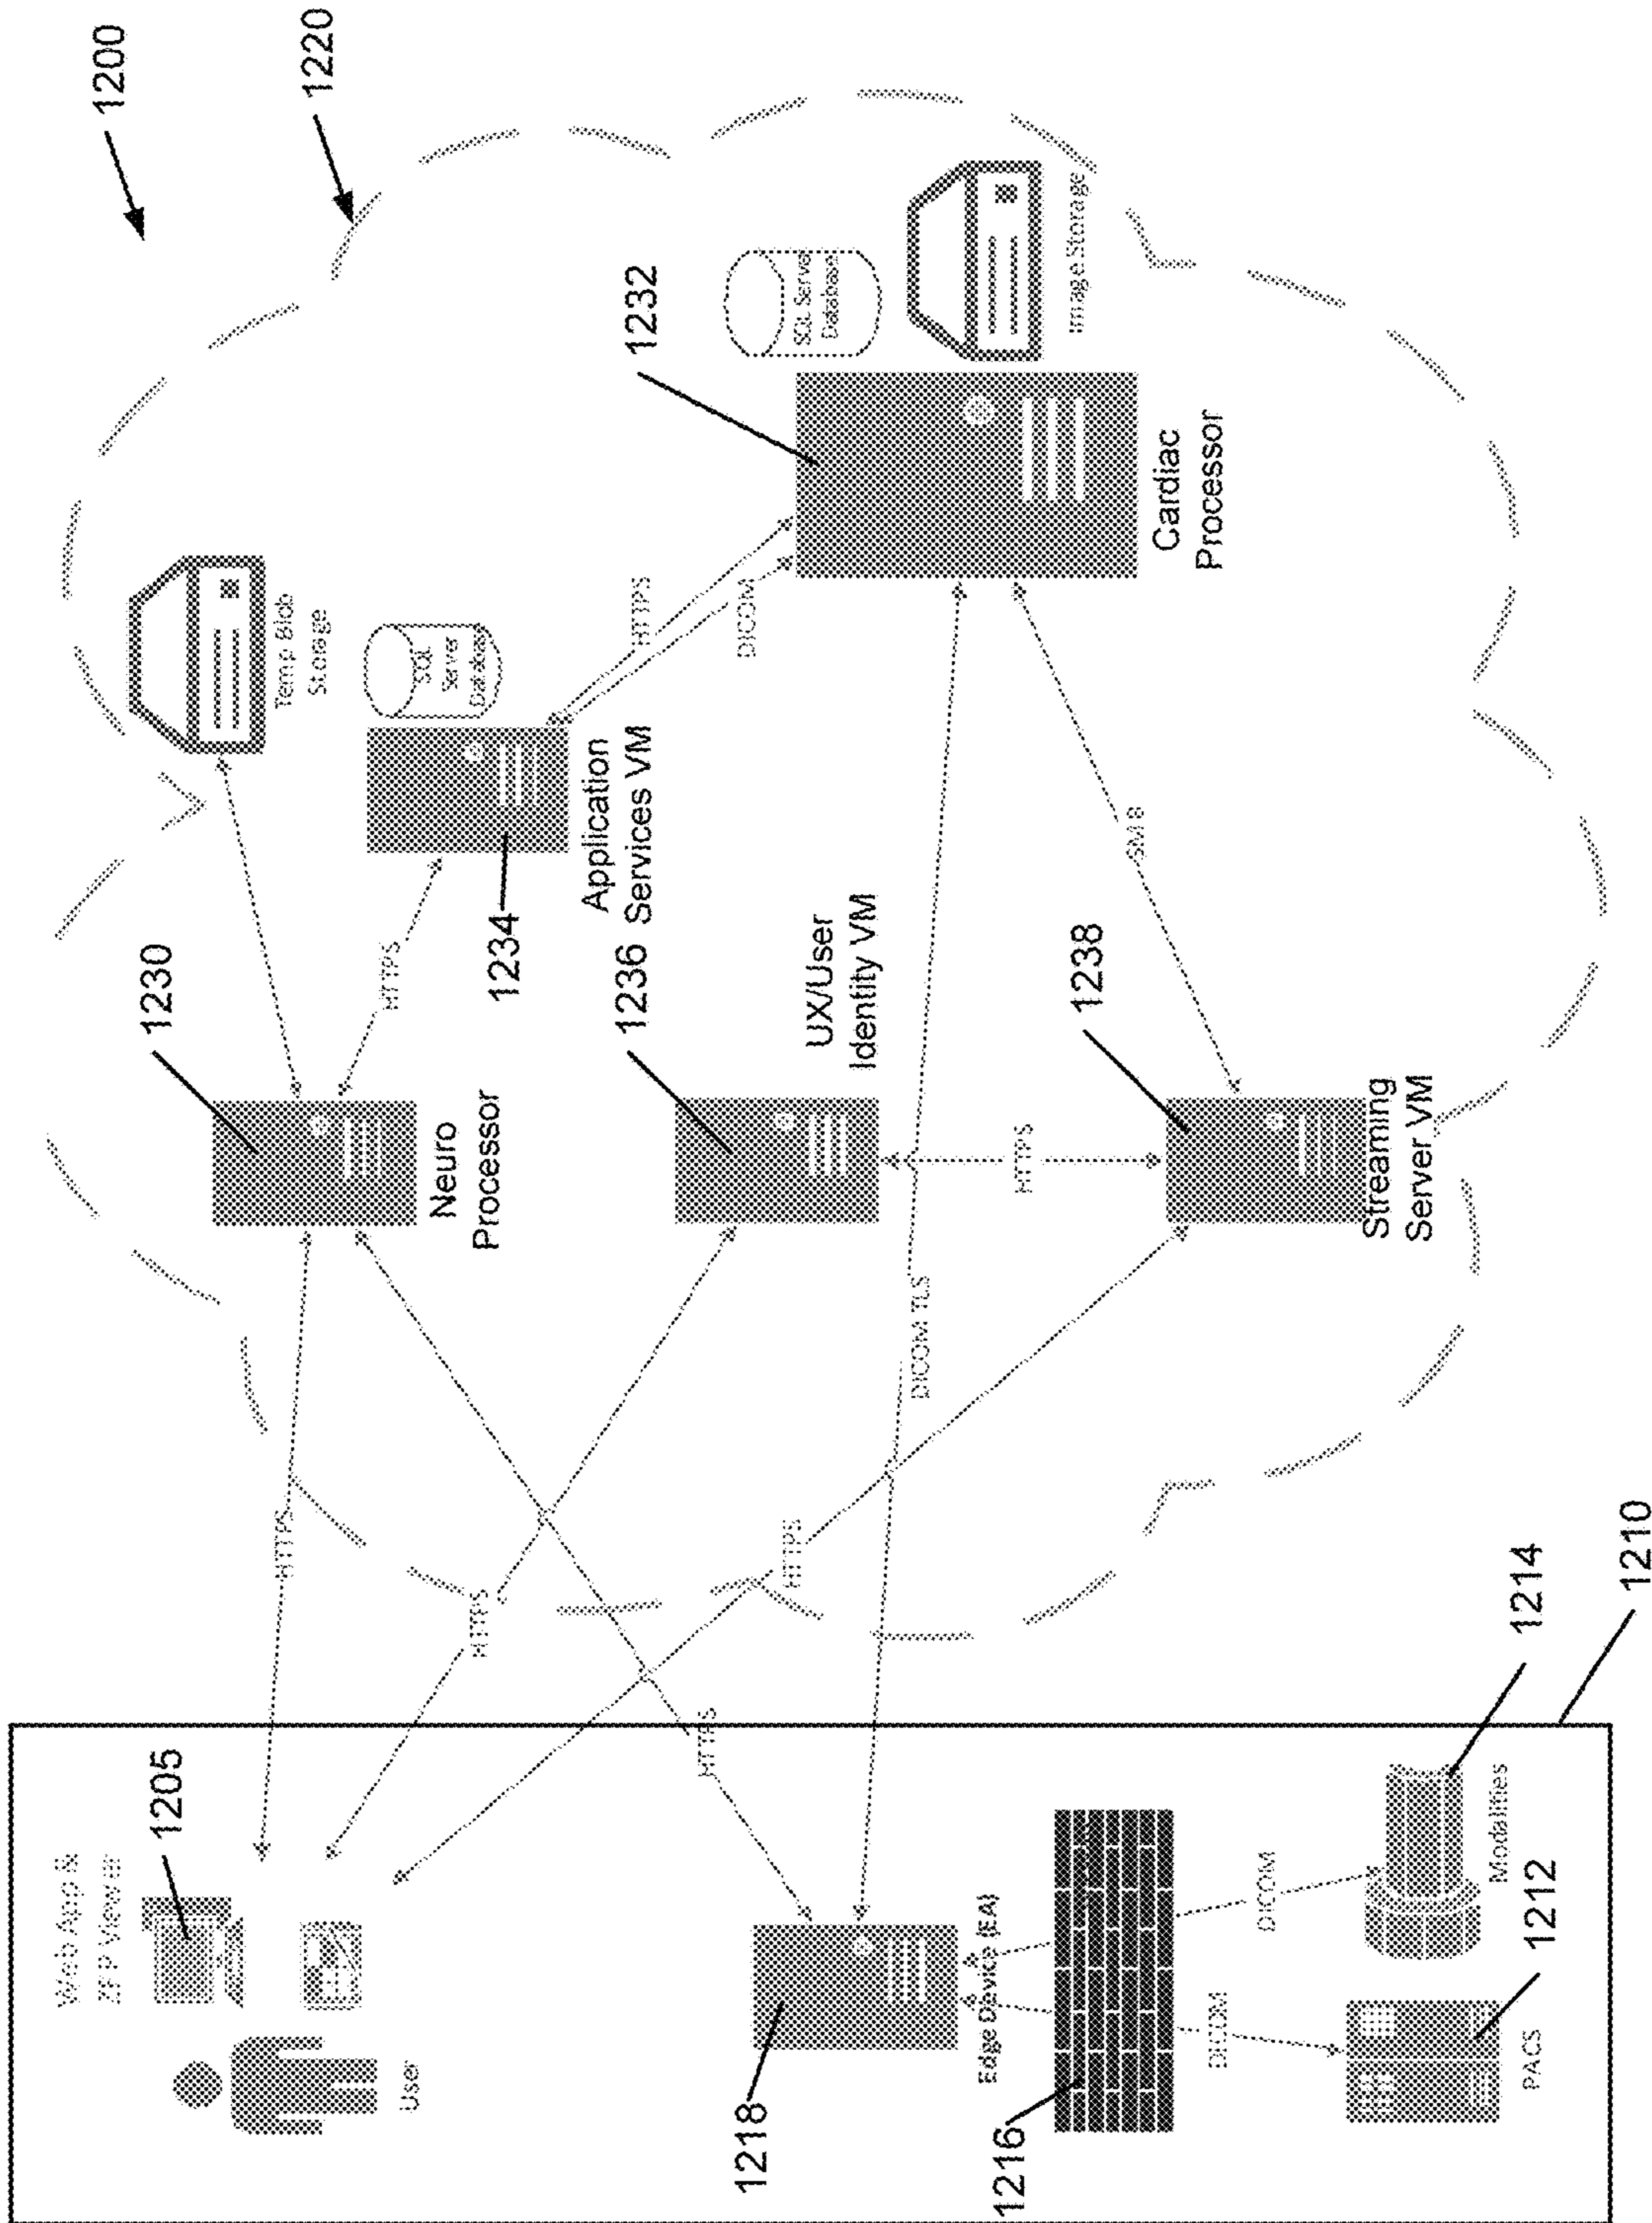 1200
1220
1205
Web App &
ZFP Viewer
User
HTTPS
HTTPS
HTTPS
HTTPS
1230
Neuro
Processor
HTTPS
Temp Blob
Storage
SQL
Server
Database
1234
Application
Services VM
HTTPS
DICOM
1236
UX/User
Identity VM
HTTPS
1232
SQL Server
Database
Image Storage
Cardiac
Processor
DICOM TLS
SMB
1238
Streaming
Server VM
1218
Edge Device (EA)
1216
DICOM
DICOM
PACS
1212
Modalities
1214
1210